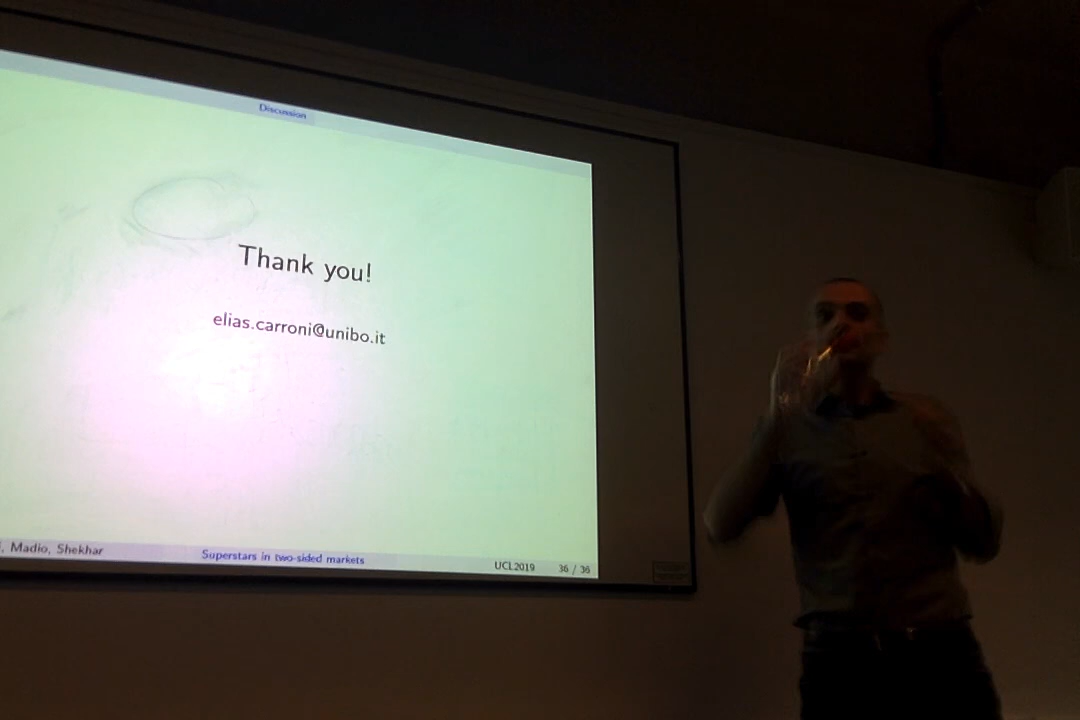 Discussion
Thank you!
elias.carroni@unibo.it
, Madio, Shekhar
Superstars in two-sided markets
UCL2019
36 / 36